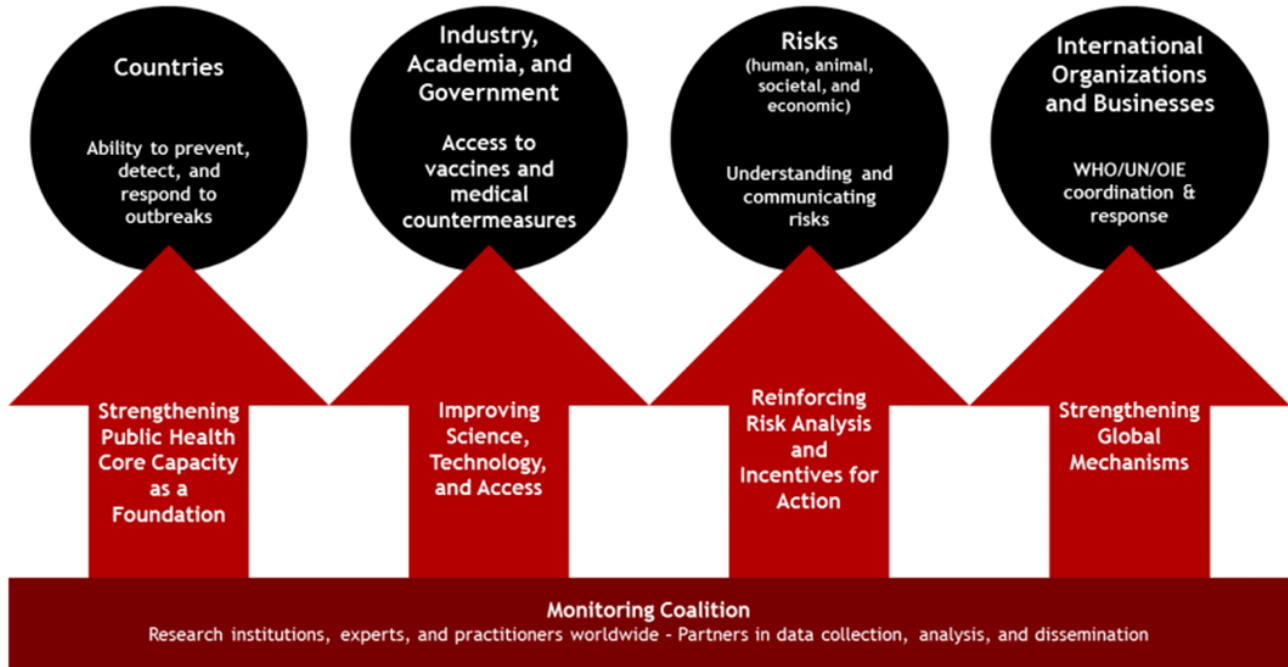 Countries
Ability to prevent,
detect, and
respond to
outbreaks
Industry,
Academia, and
Government
Access to
vaccines and
medical
countermeasures
Risks
(human, animal,
societal, and
economic)
Understanding and
communicating
risks
International
Organizations
and Businesses
WHO/UN/OIE
coordination &
response
Strengthening
Public Health
Core Capacity
as a
Foundation
Improving
Science,
Technology,
and Access
Reinforcing
Risk Analysis
and
Incentives for
Action
Strengthening
Global
Mechanisms
Monitoring Coalition
Research institutions, experts, and practitioners worldwide - Partners in data collection, analysis, and dissemination